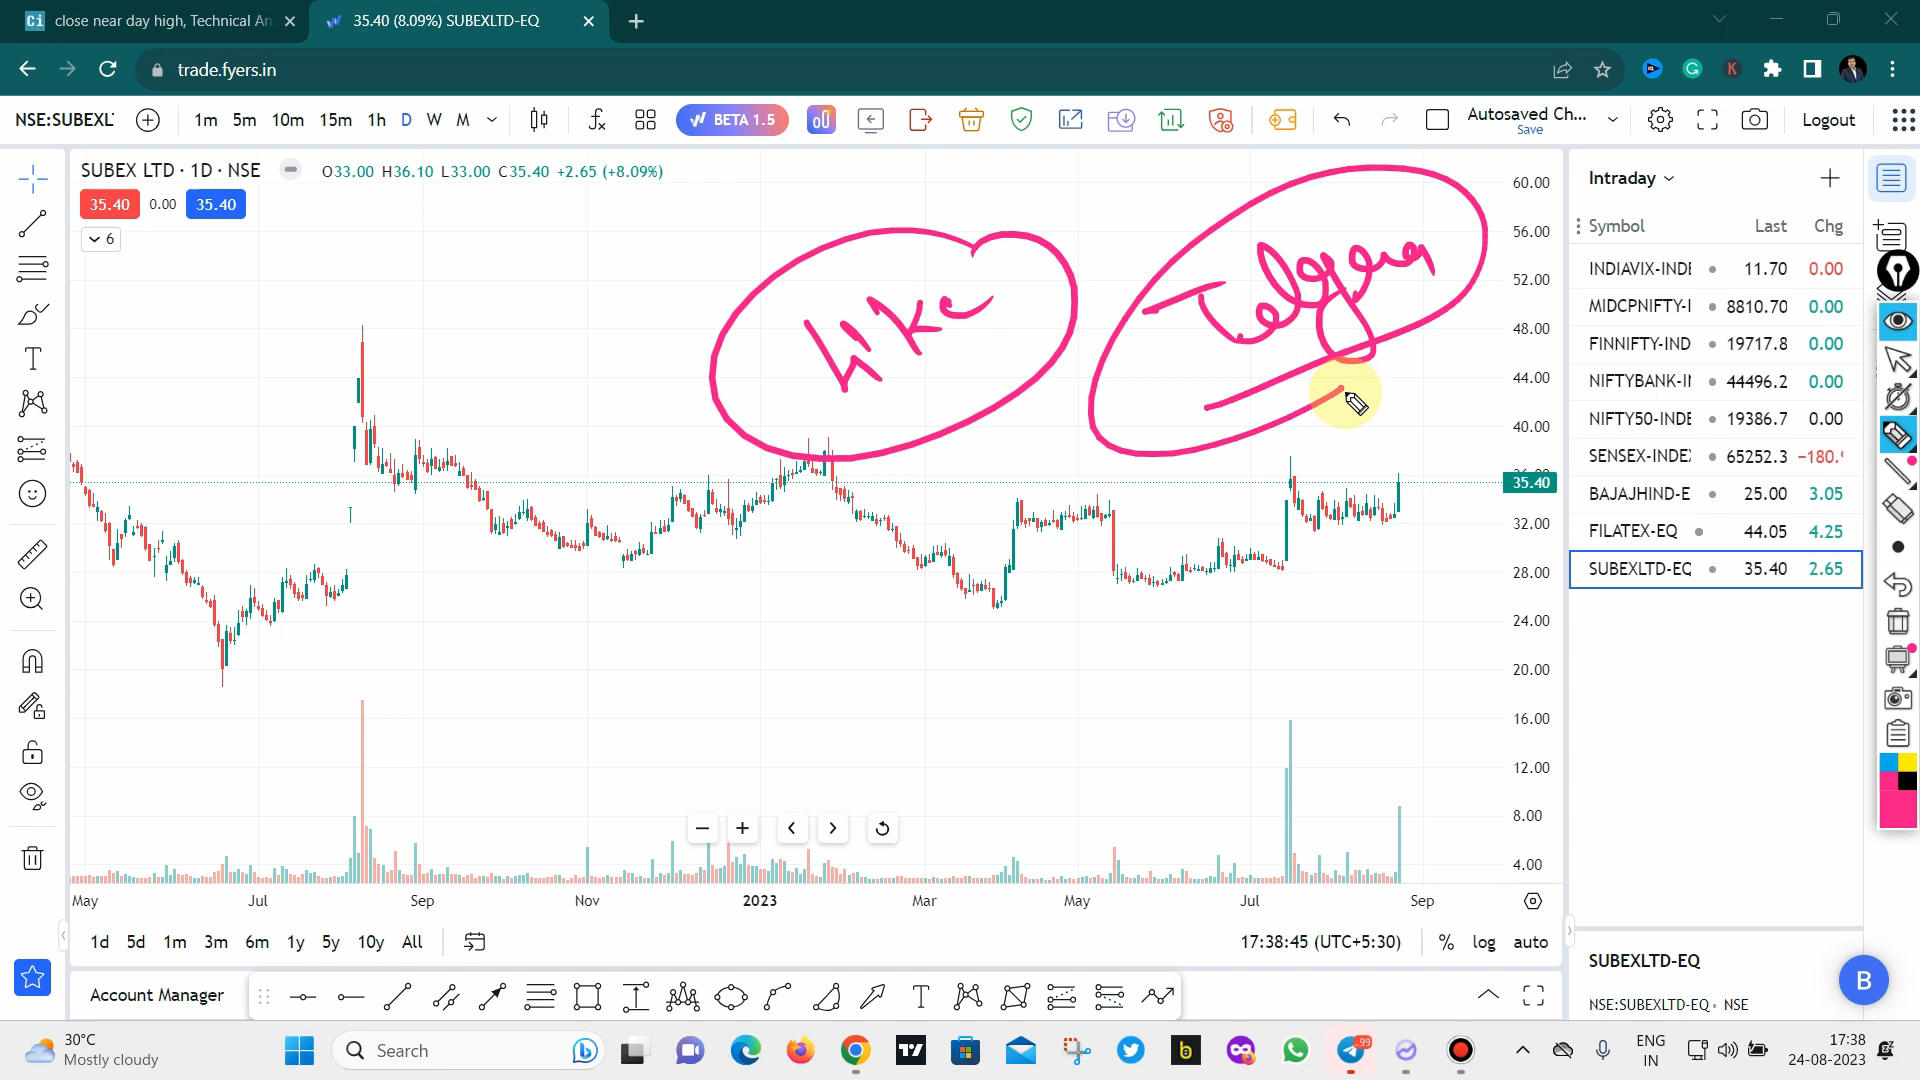 close near day high, Technical An
35.40 (8.09%) SUBEXLTD-EQ
trade.fyers.in
NSE:SUBEXL
1m 5m 10m 15m 1h D W M
BETA 1.5
Autosaved Ch...
Save
Logout
SUBEX LTD · 1D · NSE
O33.00 H36.10 L33.00 C35.40 +2.65 (+8.09%)
35.40 0.00 35.40
6
Like
Telgram
60.00
56.00
52.00
48.00
44.00
40.00
35.40
32.00
28.00
24.00
20.00
16.00
12.00
8.00
4.00
May Jul Sep Nov 2023 Mar May Jul Sep
1d 5d 1m 3m 6m 1y 5y 10y All
17:38:45 (UTC+5:30) % log auto
Account Manager
Intraday
Symbol Last Chg
INDIAVIX-INDE 11.70 0.00
MIDCPNIFTY-I 8810.70 0.00
FINNIFTY-IND 19717.8 0.00
NIFTYBANK-II 44496.2 0.00
NIFTY50-INDE 19386.7 0.00
SENSEX-INDEX 65252.3 -180.
BAJAJHIND-E 25.00 3.05
FILATEX-EQ 44.05 4.25
SUBEXLTD-EQ 35.40 2.65
SUBEXLTD-EQ
NSE:SUBEXLTD-EQ · NSE
B
30°C
Mostly cloudy
Search
99
ENG
IN
17:38
24-08-2023